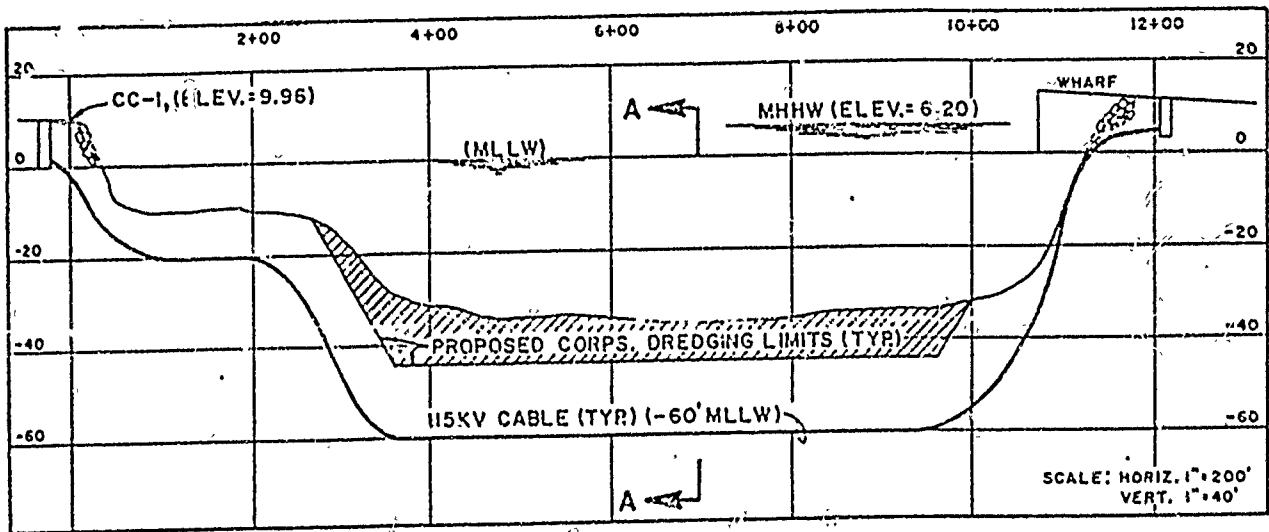 2+00 4+00 6+00 8+00 10+00 12+00
20 20
CC-1, (ELEV.=9.96)
A
MHHW (ELEV.=6.20)
WHARF
0 (MLLW) 0
-20 -20
-40 -40
PROPOSED CORPS. DREDGING LIMITS (TYP.)
115KV CABLE (TYP.) (-60' MLLW)
-60 -60
A
SCALE: HORIZ. 1"=200'
VERT. 1"=40'